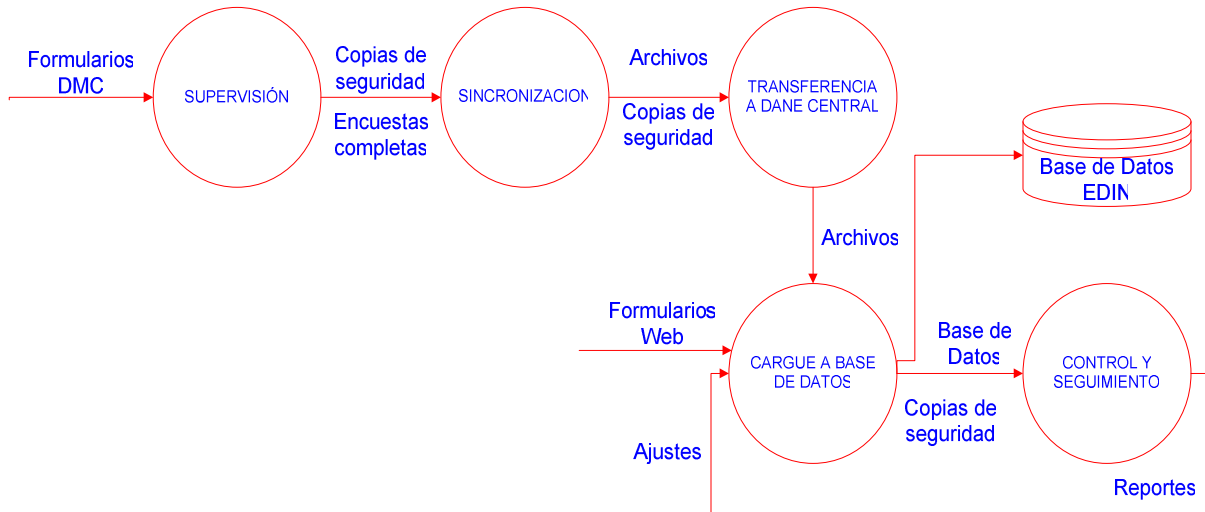 Formularios
DMC
SUPERVISIÓN
Copias de
seguridad
Encuestas
completas
SINCRONIZACION
Archivos
Copias de
seguridad
TRANSFERENCIA
A DANE CENTRAL
Base de Datos
EDIN
Archivos
Formularios
Web
CARGUE A BASE
DE DATOS
Ajustes
Base de
Datos
Copias de
seguridad
CONTROL Y
SEGUIMIENTO
Reportes